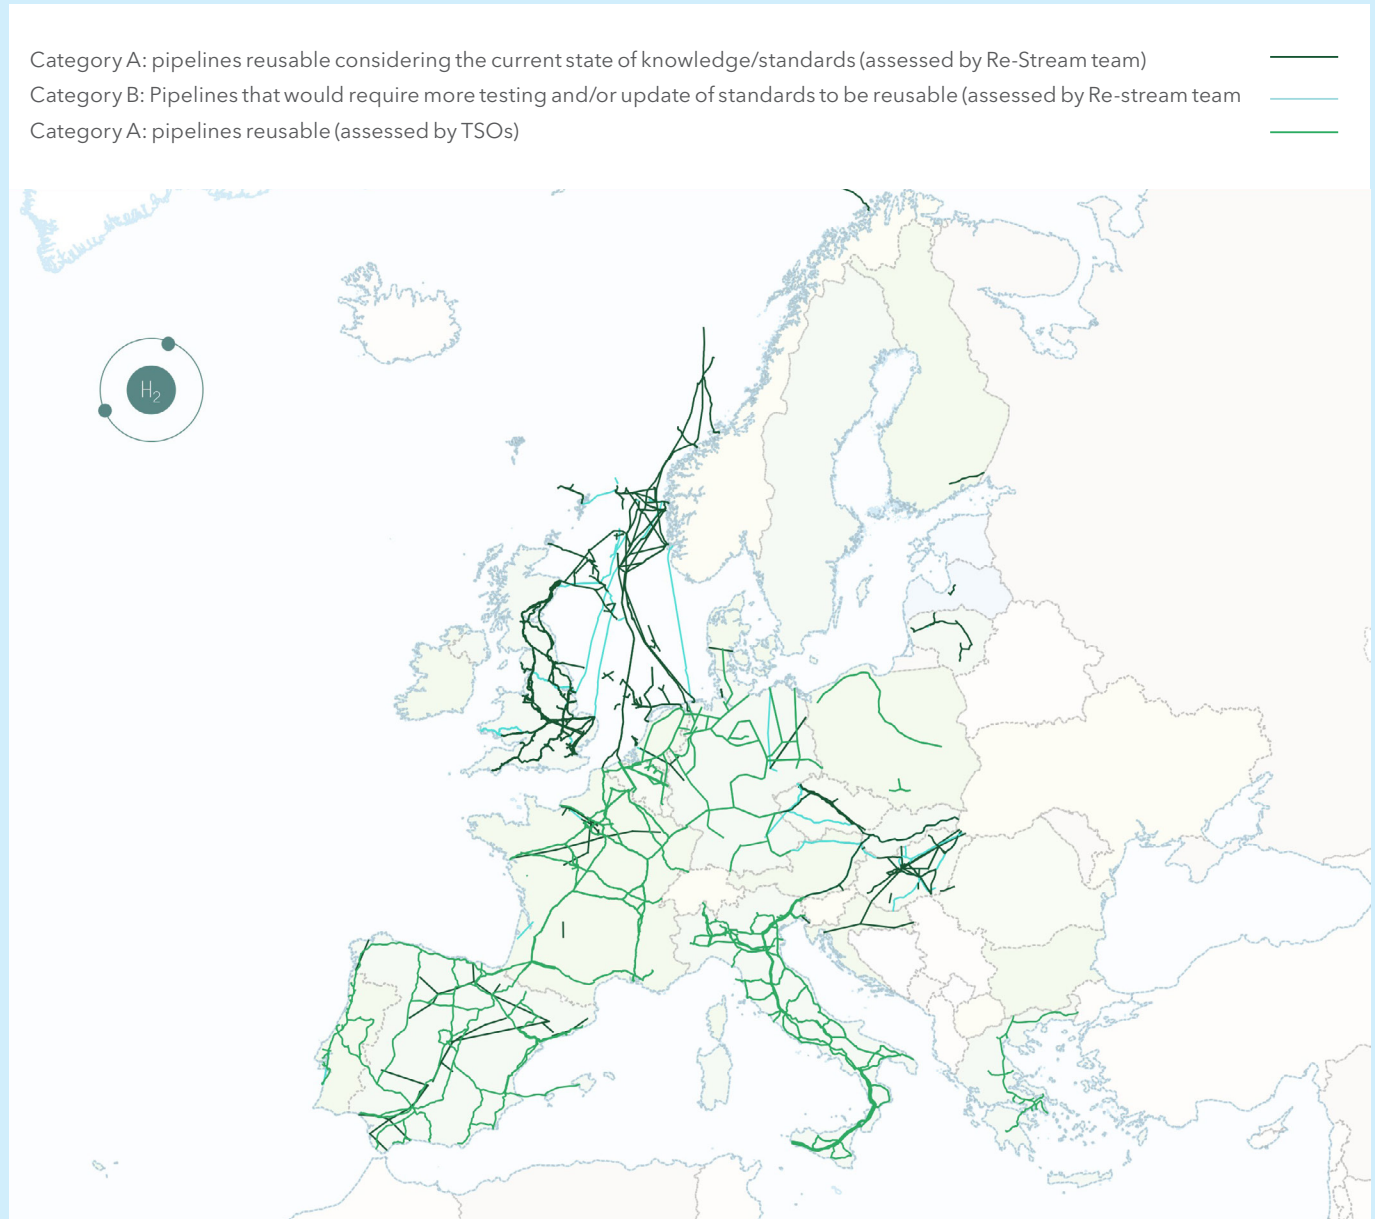 Category A: pipelines reusable considering the current state of knowledge/standards (assessed by Re-Stream team)
Category B: Pipelines that would require more testing and/or update of standards to be reusable (assessed by Re-stream team
Category A: pipelines reusable (assessed by TSOs)
H₂